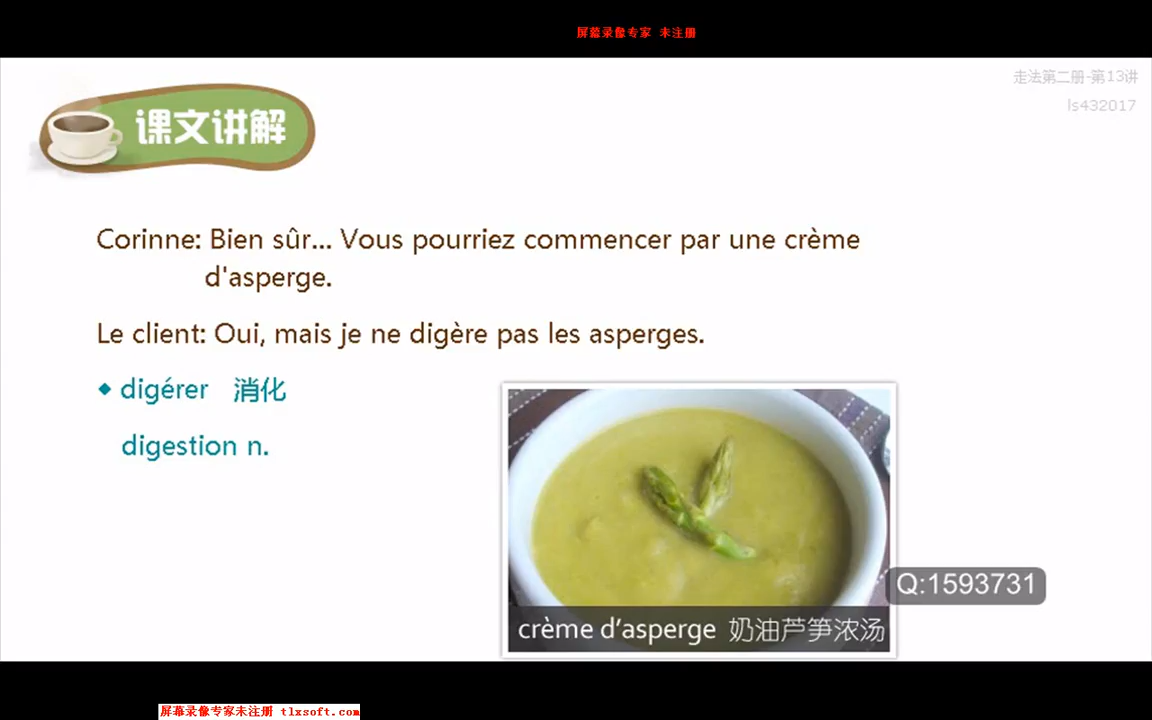 屏幕录像专家 未注册
走法第二册-第13讲
ls432017
课文讲解
Corinne: Bien sûr... Vous pourriez commencer par une crème
d'asperge.
Le client: Oui, mais je ne digère pas les asperges.
◆ digérer 消化
digestion n.
Q:1593731
crème d’asperge 奶油芦笋浓汤
屏幕录像专家未注册 tlxsoft.com